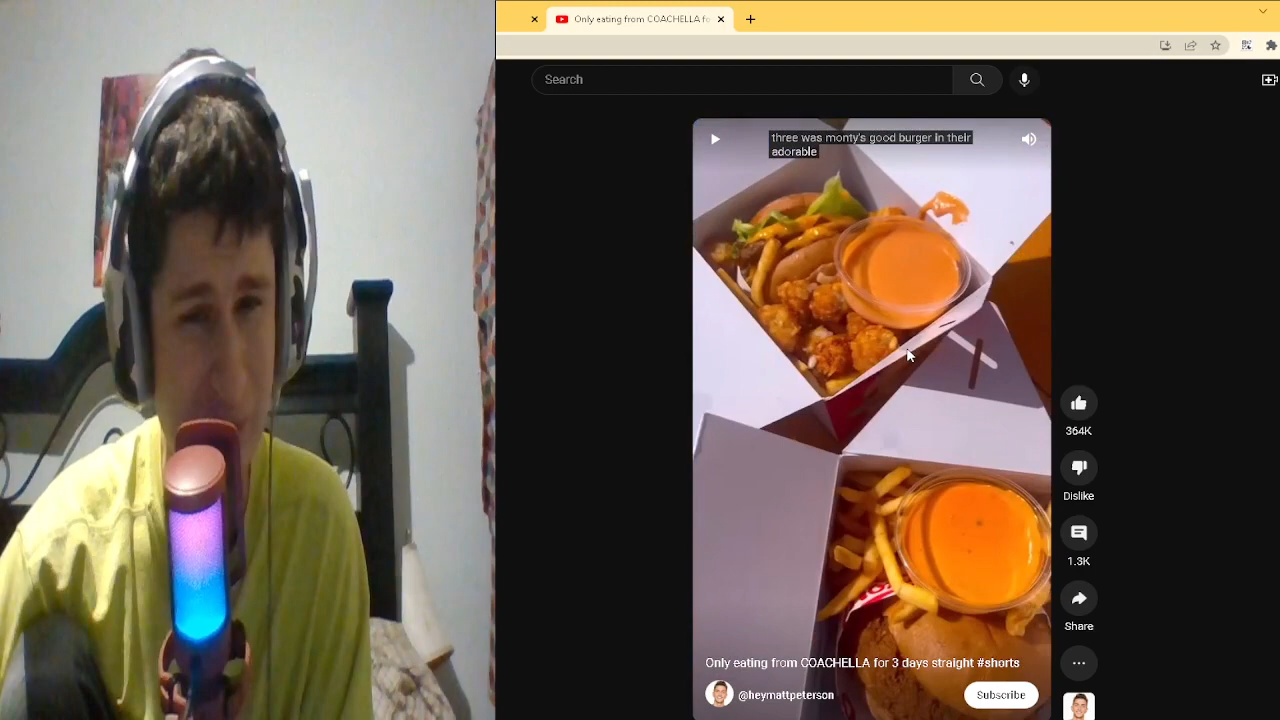 Only eating from COACHELLA fo
Search
three was monty's good burger in their
adorable
364K
Dislike
1.3K
Share
Only eating from COACHELLA for 3 days straight #shorts
@heymattpeterson
Subscribe